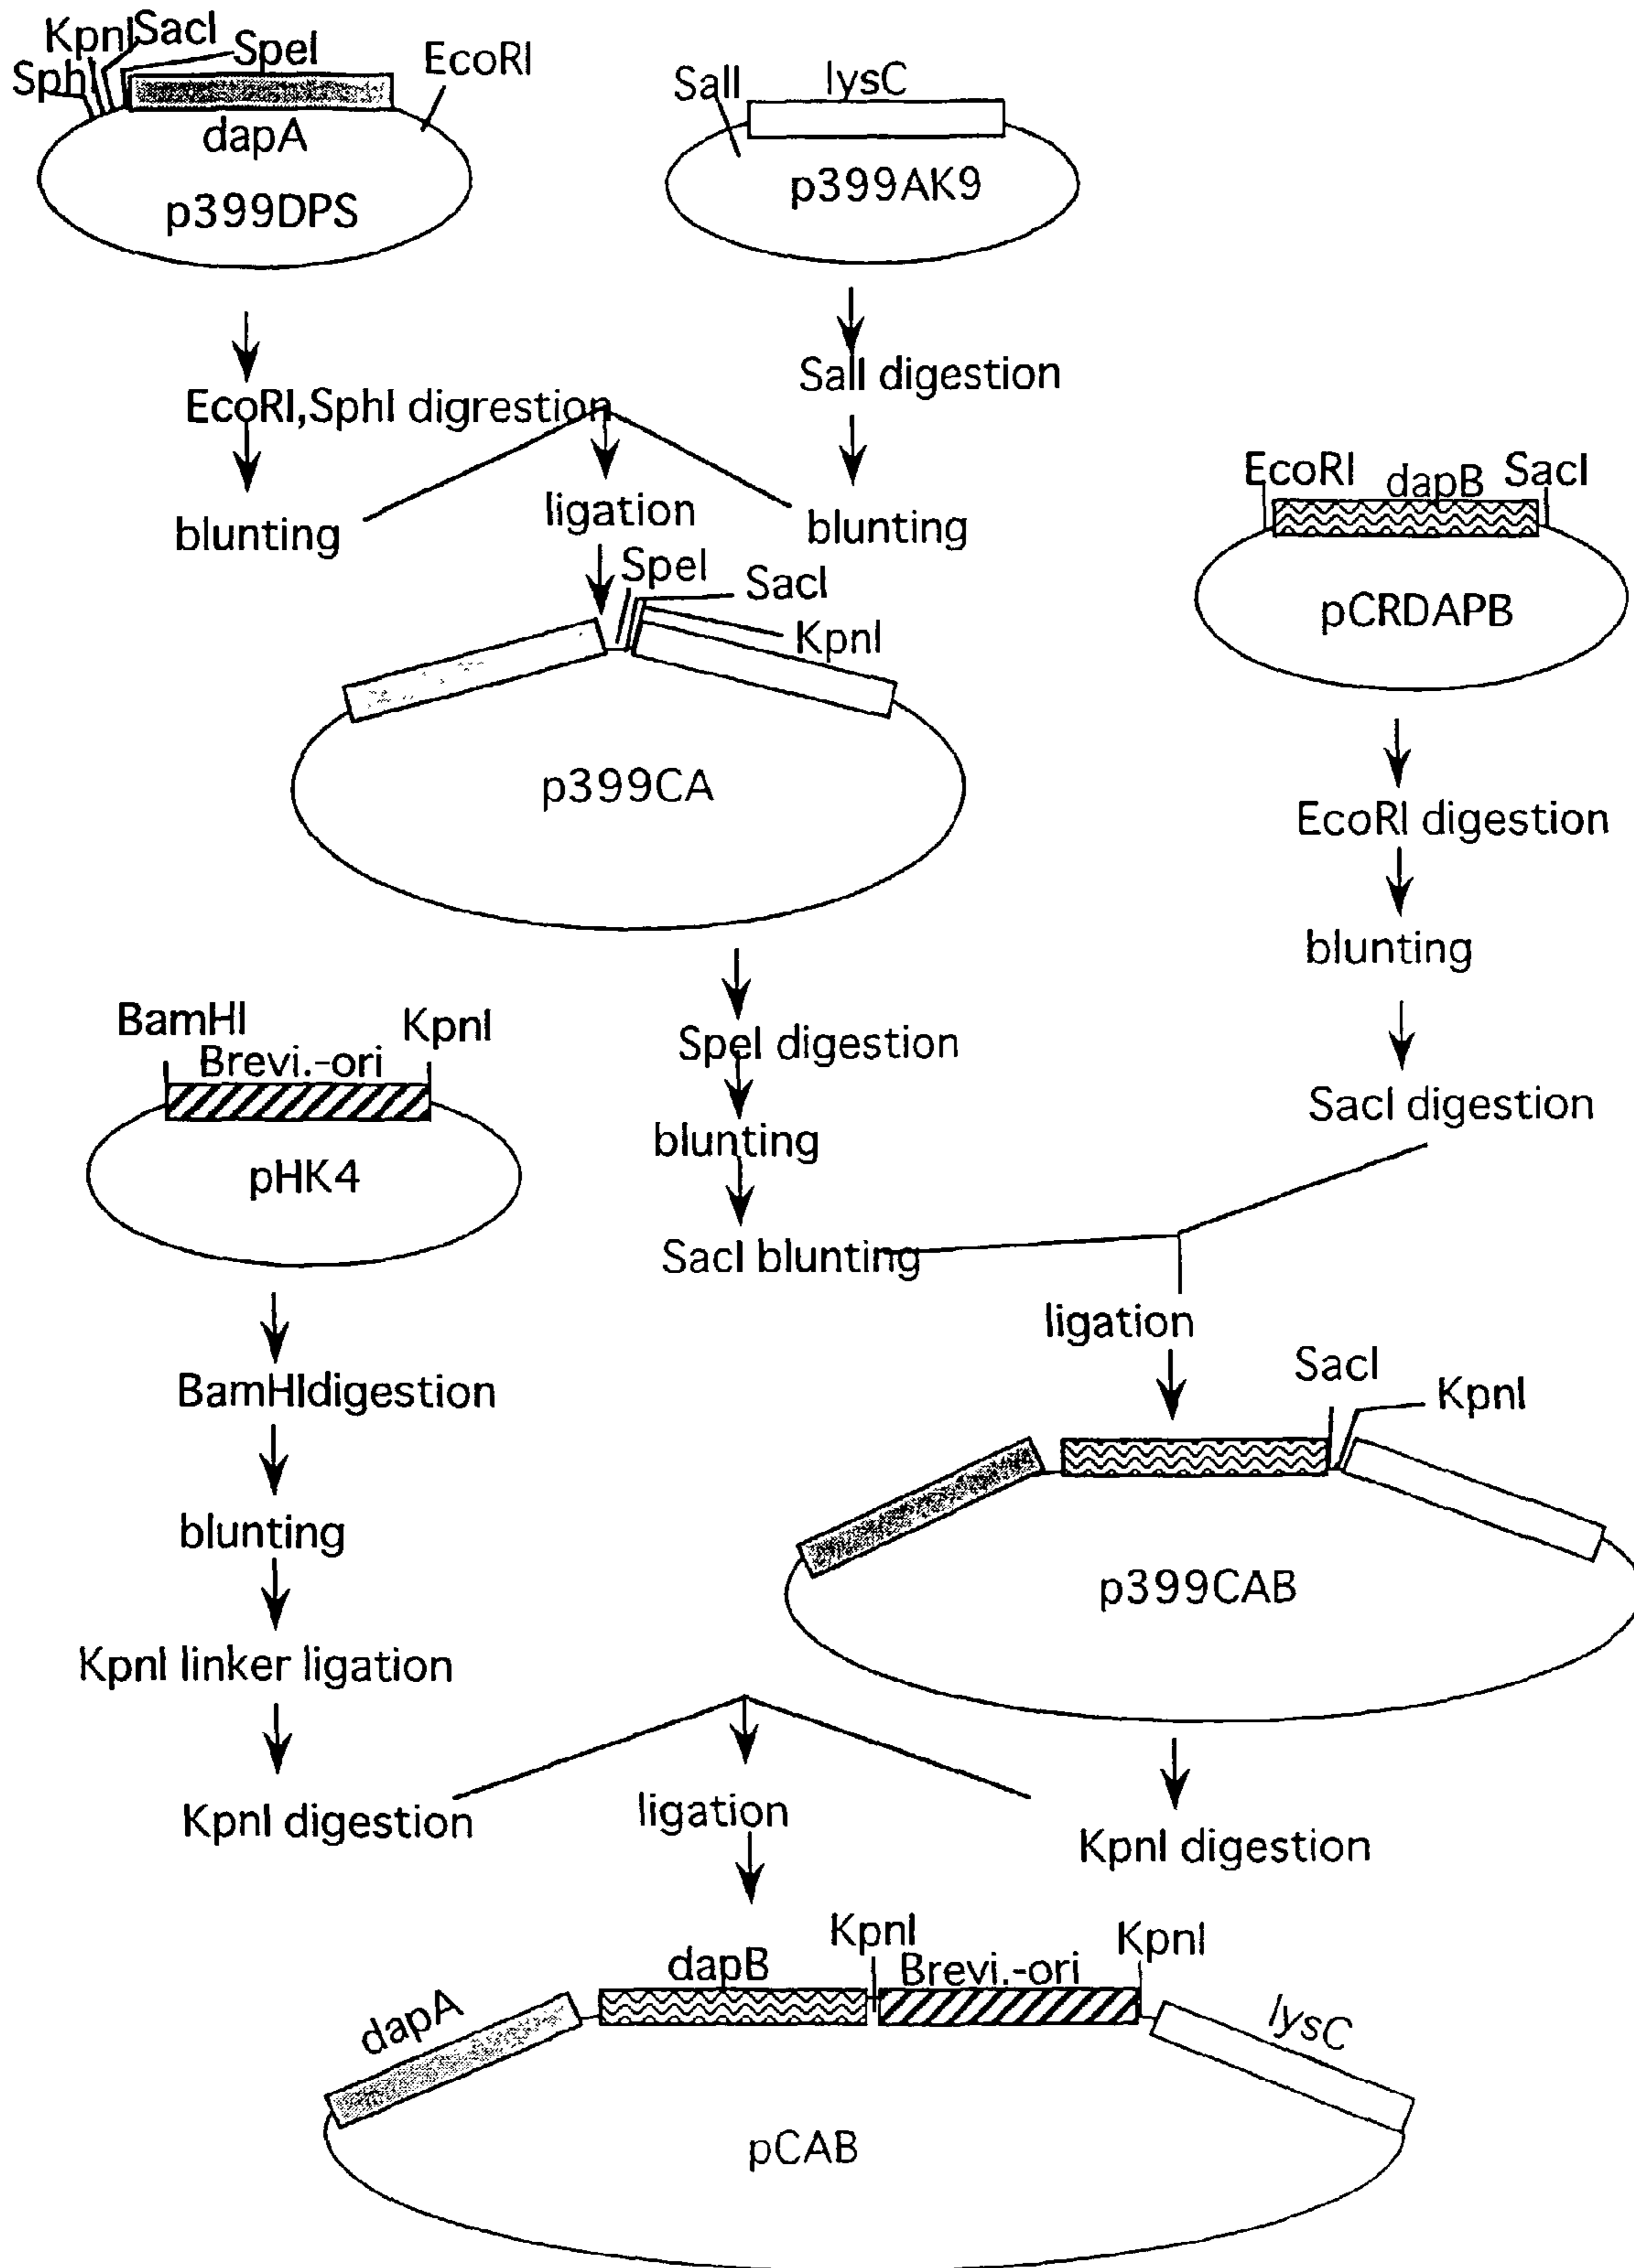 KpnI SacI
SphI SpeI EcoRI
dapA
p399DPS
SalI lysC
p399AK9
EcoRI,SphI digrestion
blunting
SalI digestion
blunting
ligation
SpeI
SacI
KpnI
p399CA
EcoRI dapB SacI
pCRDAPB
EcoRI digestion
blunting
SacI digestion
SpeI digestion
blunting
SacI blunting
BamHI KpnI
Brevi.-ori
pHK4
BamHIdigestion
blunting
KpnI linker ligation
KpnI digestion
ligation
SacI
KpnI
p399CAB
KpnI digestion
ligation
KpnI KpnI
dapA dapB Brevi.-ori lysC
pCAB